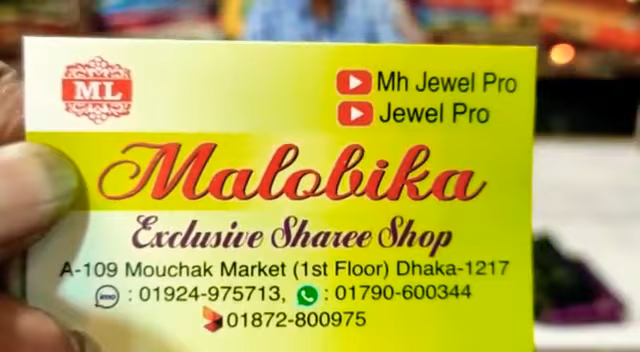 ML
Mh Jewel Pro
Jewel Pro
Malobika
Exclusive Sharee Shop
A-109 Mouchak Market (1st Floor) Dhaka-1217
imo : 01924-975713, : 01790-600344
01872-800975